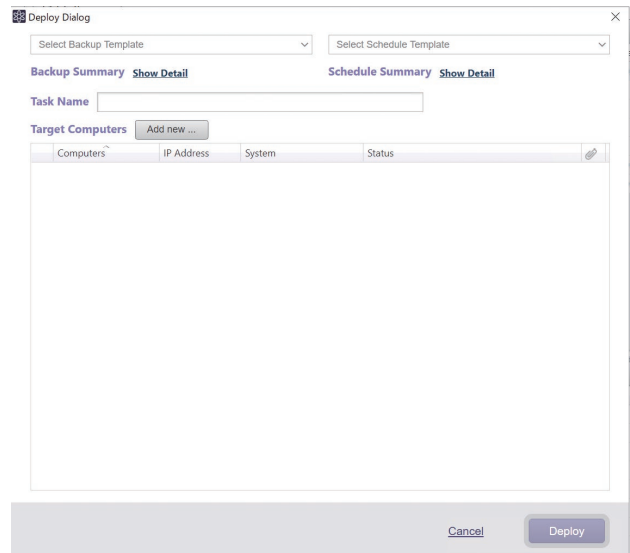 Deploy Dialog
Select Backup Template
Select Schedule Template
Backup Summary Show Detail
Schedule Summary Show Detail
Task Name
Target Computers Add new ...
Computers IP Address System Status
Cancel Deploy